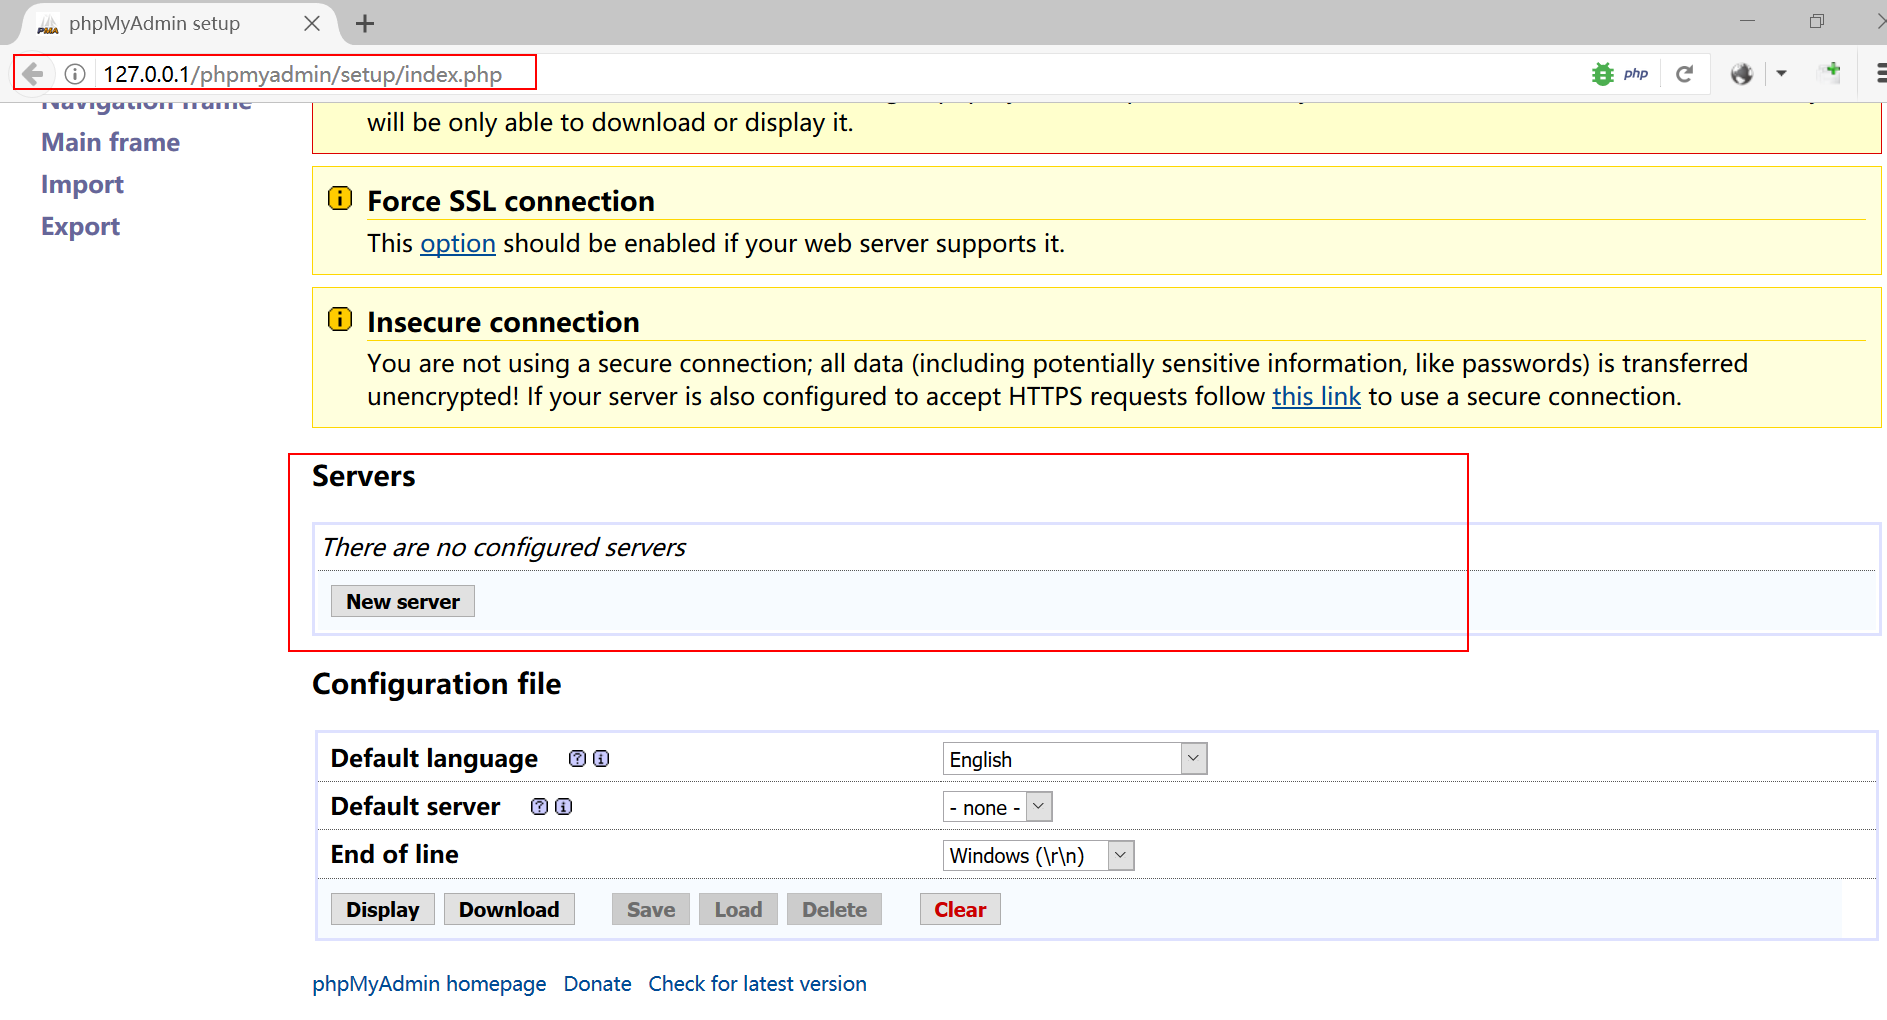 PMA phpMyAdmin setup
127.0.0.1/phpmyadmin/setup/index.php
php
Navigation frame
Main frame
Import
Export
will be only able to download or display it.
Force SSL connection
This option should be enabled if your web server supports it.
Insecure connection
You are not using a secure connection; all data (including potentially sensitive information, like passwords) is transferred
unencrypted! If your server is also configured to accept HTTPS requests follow this link to use a secure connection.
Servers
There are no configured servers
New server
Configuration file
Default language English
Default server - none -
End of line Windows (\r\n)
Display Download Save Load Delete Clear
phpMyAdmin homepage Donate Check for latest version